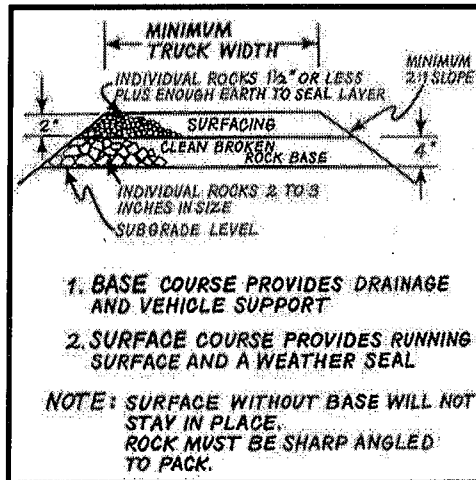 MINIMUM
TRUCK WIDTH
INDIVIDUAL ROCKS 1½" OR LESS
PLUS ENOUGH EARTH TO SEAL LAYER
MINIMUM
2:1 SLOPE
2"
SURFACING
CLEAN BROKEN
ROCK BASE
4"
INDIVIDUAL ROCKS 2 TO 3
INCHES IN SIZE
SUBGRADE LEVEL
1. BASE COURSE PROVIDES DRAINAGE
AND VEHICLE SUPPORT
2. SURFACE COURSE PROVIDES RUNNING
SURFACE AND A WEATHER SEAL
NOTE: SURFACE WITHOUT BASE WILL NOT
STAY IN PLACE.
ROCK MUST BE SHARP ANGLED
TO PACK.